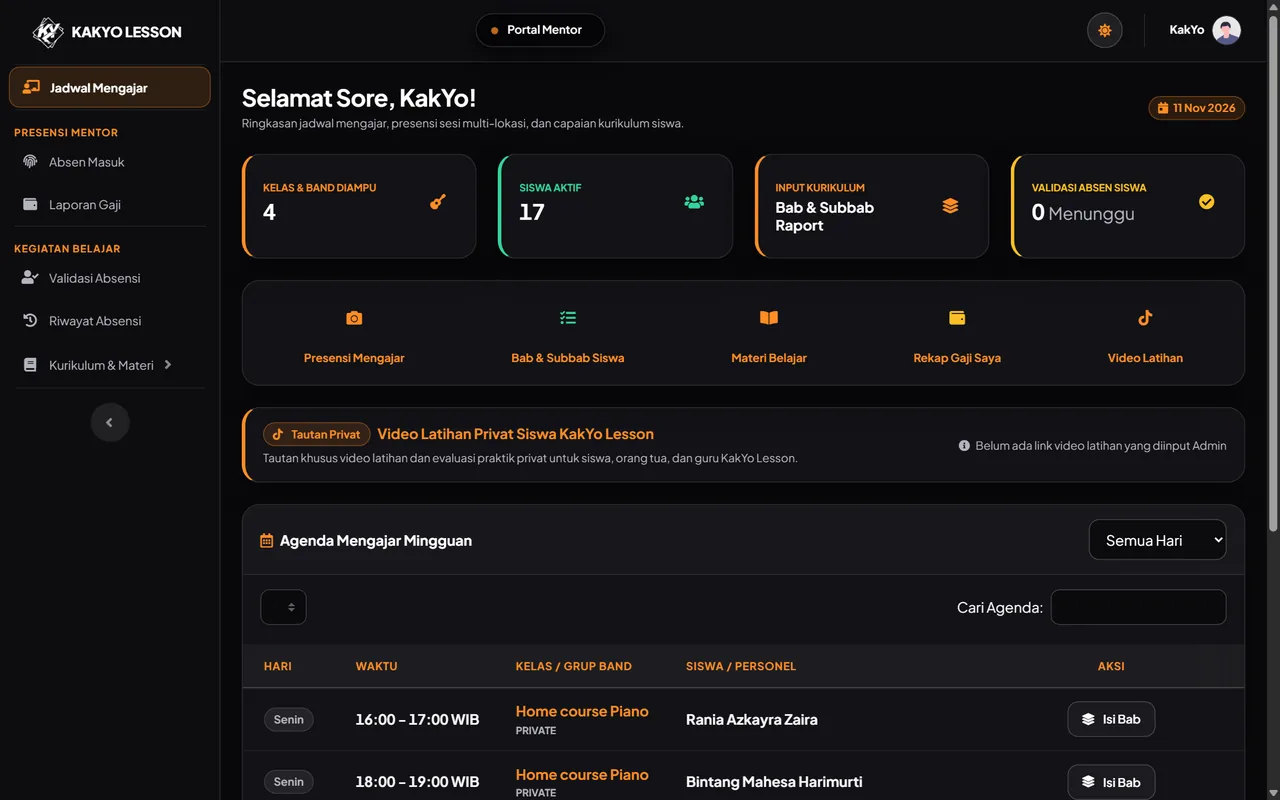 KAKYO LESSON
Portal Mentor
KakYo
Jadwal Mengajar
PRESENSI MENTOR
Absen Masuk
Laporan Gaji
KEGIATAN BELAJAR
Validasi Absensi
Riwayat Absensi
Kurikulum & Materi
Selamat Sore, KakYo!
Ringkasan jadwal mengajar, presensi sesi multi-lokasi, dan capaian kurikulum siswa.
11 Nov 2026
KELAS & BAND DIAMPU
4
SISWA AKTIF
17
INPUT KURIKULUM
Bab & Subbab
Raport
VALIDASI ABSEN SISWA
0 Menunggu
Presensi Mengajar
Bab & Subbab Siswa
Materi Belajar
Rekap Gaji Saya
Video Latihan
Tautan Privat Video Latihan Privat Siswa KakYo Lesson
Tautan khusus video latihan dan evaluasi praktik privat untuk siswa, orang tua, dan guru KakYo Lesson.
Belum ada link video latihan yang diinput Admin
Agenda Mengajar Mingguan
Semua Hari
Cari Agenda:
HARI WAKTU KELAS / GRUP BAND SISWA / PERSONEL AKSI
Senin 16:00 - 17:00 WIB Home course Piano Rania Azkayra Zaira Isi Bab
PRIVATE
Senin 18:00 - 19:00 WIB Home course Piano Bintang Mahesa Harimurti Isi Bab
PRIVATE